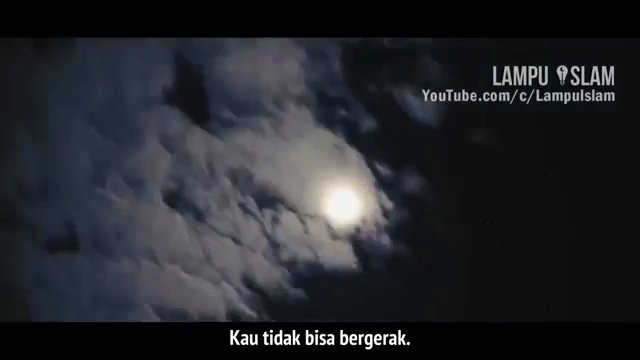 LAMPU ISLAM
YouTube.com/c/LampuIslam
Kau tidak bisa bergerak.